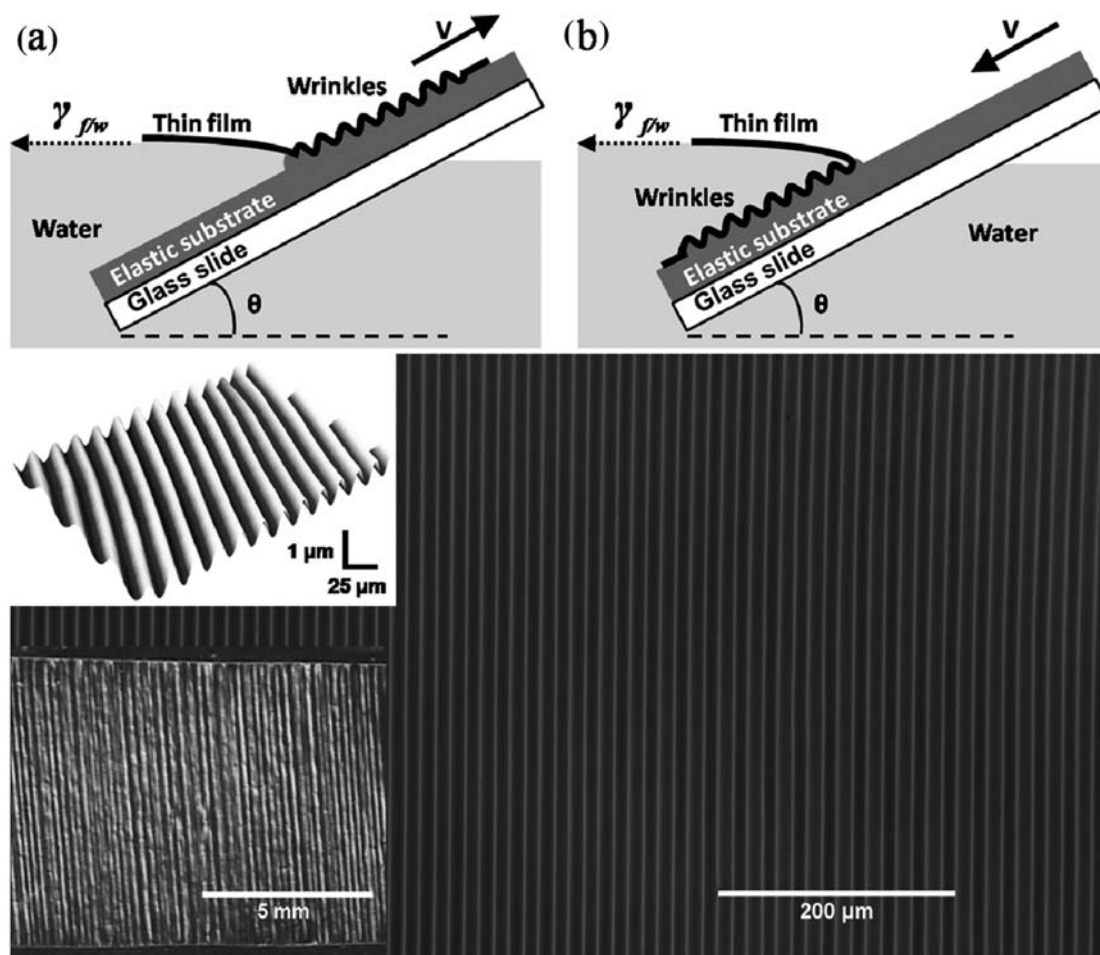 (a)
V
Wrinkles
γ f/w
Thin film
Water
Elastic substrate
Glass slide
θ
(b)
V
γ f/w
Thin film
Wrinkles
Water
Elastic substrate
Glass slide
θ
1 μm
25 μm
5 mm
200 μm